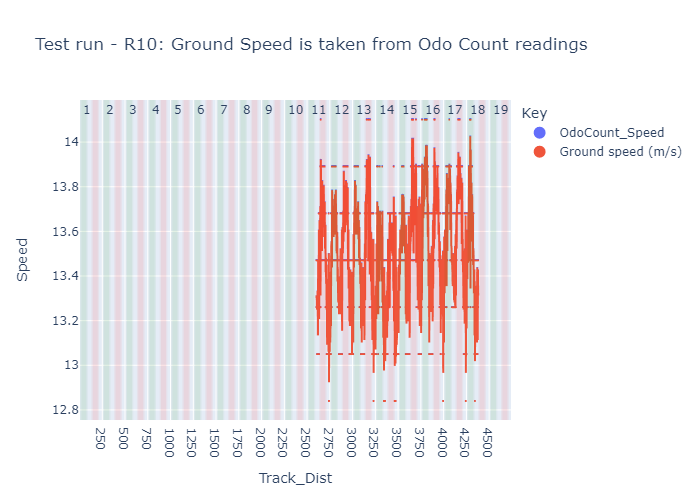 Test run - R10: Ground Speed is taken from Odo Count readings
1 2 3 4 5 6 7 8 9 10 11 12 13 14 15 16 17 18 19
Key
OdoCount_Speed
Ground speed (m/s)
14
13.8
13.6
13.4
13.2
13
12.8
Speed
250 500 750 1000 1250 1500 1750 2000 2250 2500 2750 3000 3250 3500 3750 4000 4250 4500
Track_Dist